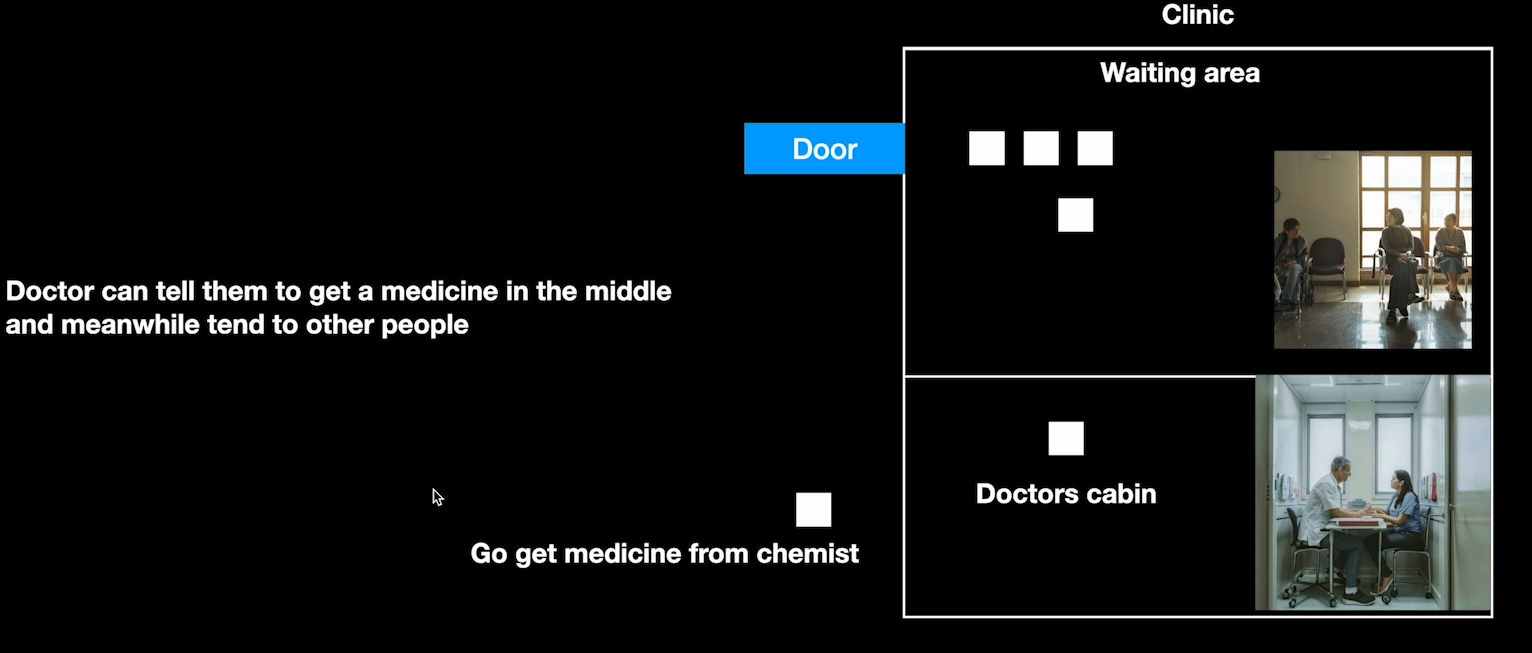 Clinic
Waiting area
Door
Doctor can tell them to get a medicine in the middle
and meanwhile tend to other people
Doctors cabin
Go get medicine from chemist